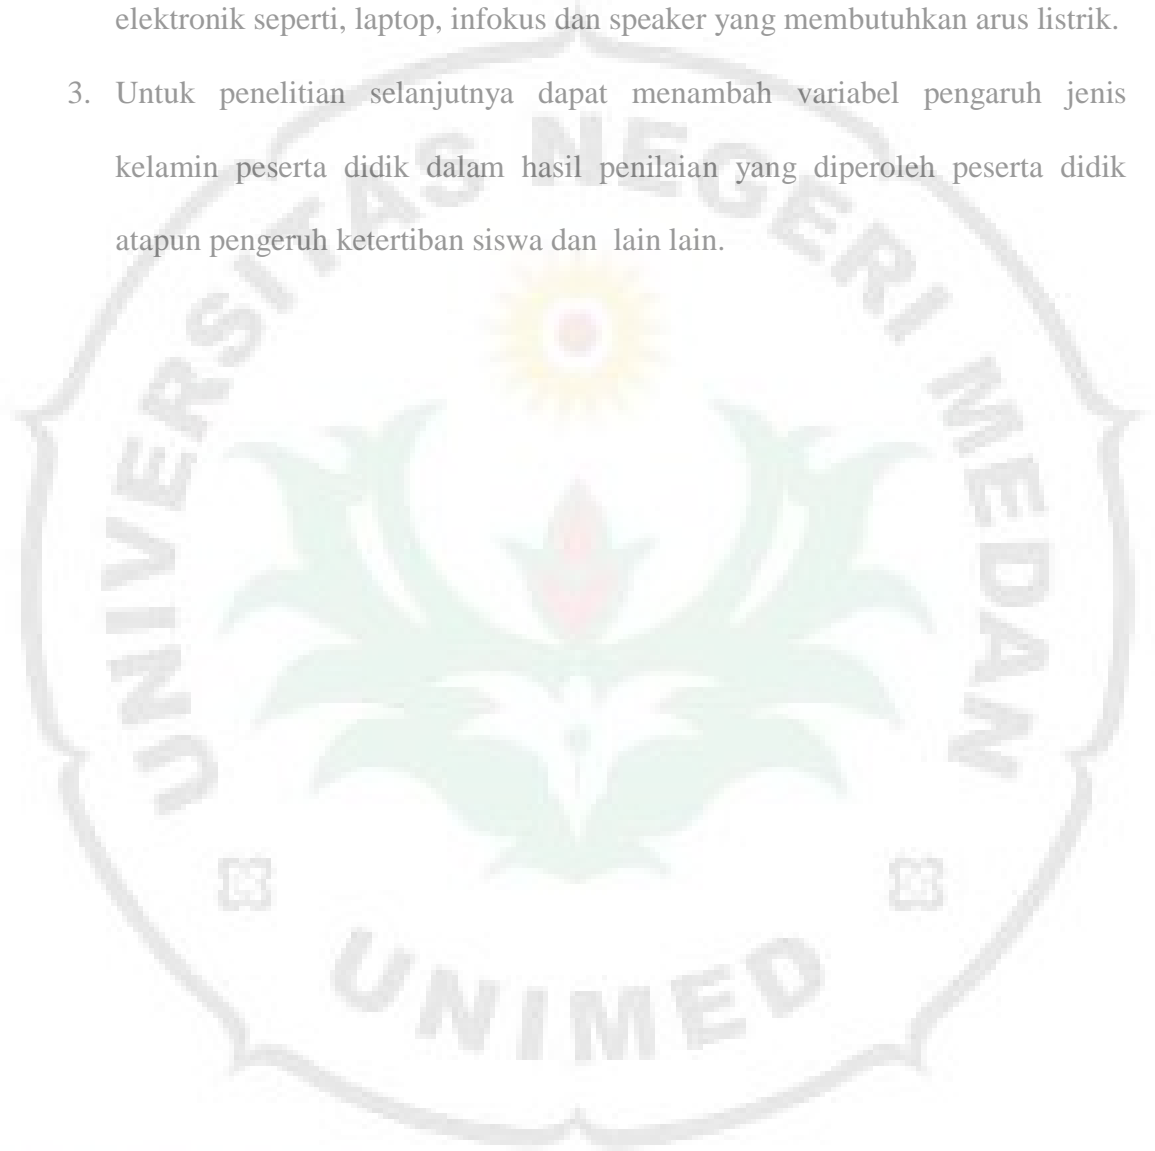 elektronik seperti, laptop, infokus dan speaker yang membutuhkan arus listrik.
3. Untuk penelitian selanjutnya dapat menambah variabel pengaruh jenis
kelamin peserta didik dalam hasil penilaian yang diperoleh peserta didik
atapun pengeruh ketertiban siswa dan lain lain.
UNIVERSITAS NEGERI MEDAN
UNIMED